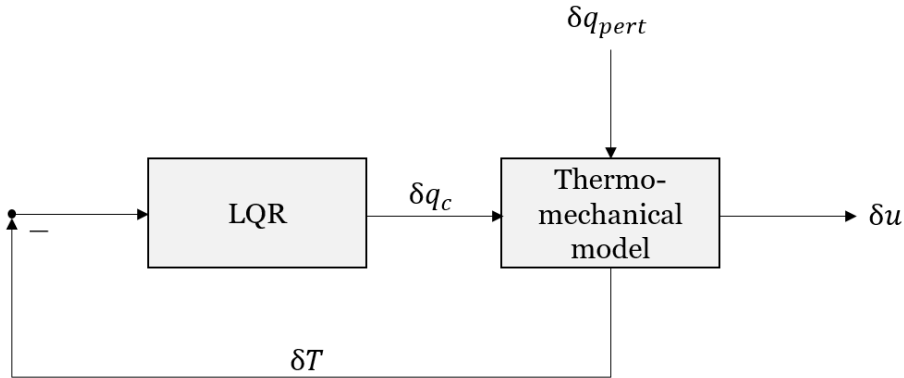 δq_pert
LQR
δq_c
Thermo-
mechanical
model
δu
–
δT